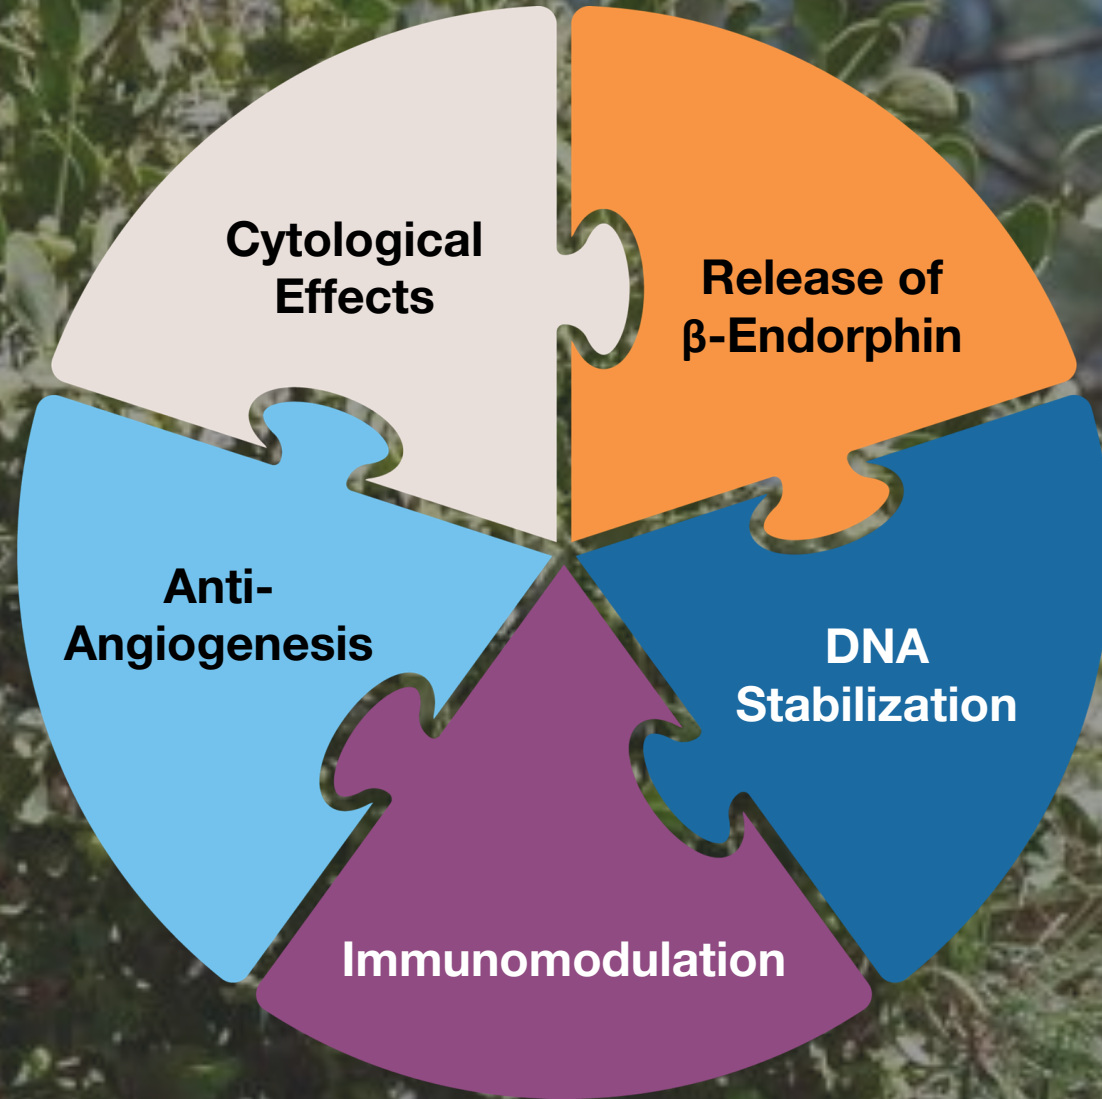 Cytological
Effects
Release of
β-Endorphin
Anti-
Angiogenesis
DNA
Stabilization
Immunomodulation